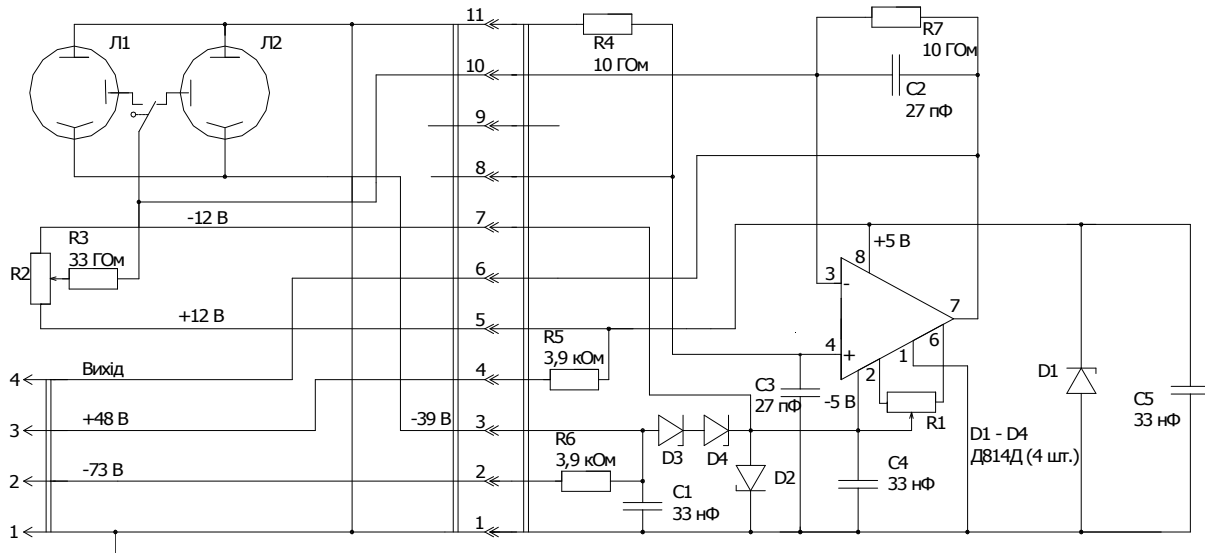 Л1
Л2
11
R4
10 ГОм
R7
10 ГОм
10
C2
27 пФ
9
8
-12 В
7
8
+5 В
R3
33 ГОм
R2
6
3
-
7
+12 В
5
6
4
+
1
2
R5
3,9 кОм
4
Вихід
4
C3
27 пФ
-5 В
D1
C5
33 нФ
+48 В
3
-39 В
3
R6
3,9 кОм
D3
D4
R1
D1 - D4
Д814Д (4 шт.)
-73 В
2
2
D2
C4
33 нФ
C1
33 нФ
1
1